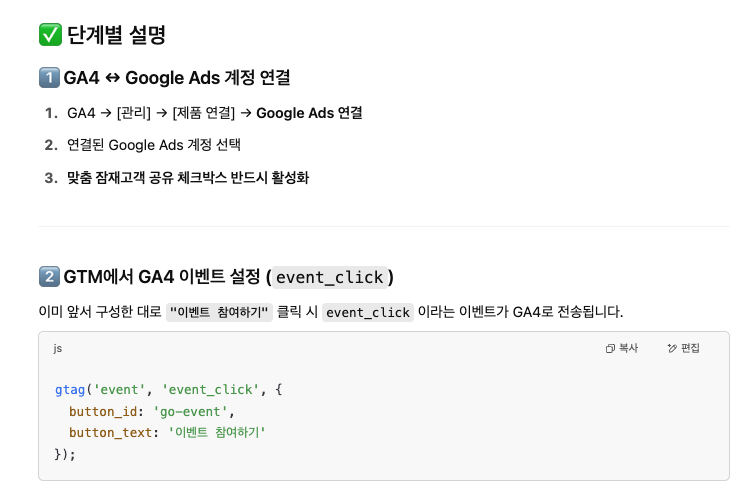 ✅ 단계별 설명
1️⃣ GA4 ↔ Google Ads 계정 연결
1. GA4 → [관리] → [제품 연결] → Google Ads 연결
2. 연결된 Google Ads 계정 선택
3. 맞춤 잠재고객 공유 체크박스 반드시 활성화
2️⃣ GTM에서 GA4 이벤트 설정 (event_click)
이미 앞서 구성한 대로 "이벤트 참여하기" 클릭 시 event_click 이라는 이벤트가 GA4로 전송됩니다.
js 복사 편집
gtag('event', 'event_click', {
  button_id: 'go-event',
  button_text: '이벤트 참여하기'
});